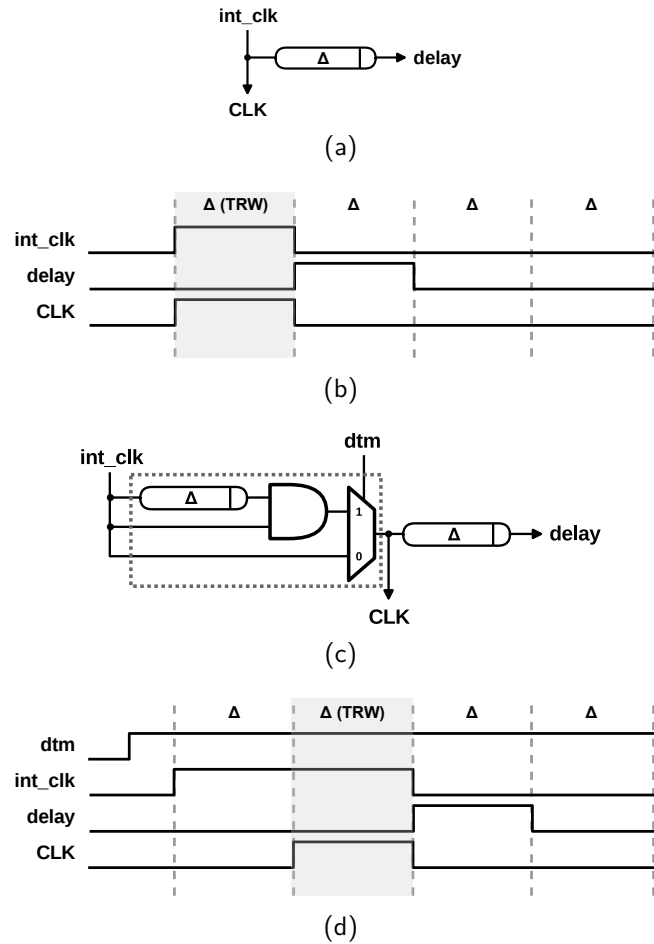 int_clk
Δ delay
CLK
(a)
Δ (TRW) Δ Δ Δ
int_clk
delay
CLK
(b)
dtm
int_clk
Δ 1 Δ delay
0
CLK
(c)
Δ Δ (TRW) Δ Δ
dtm
int_clk
delay
CLK
(d)